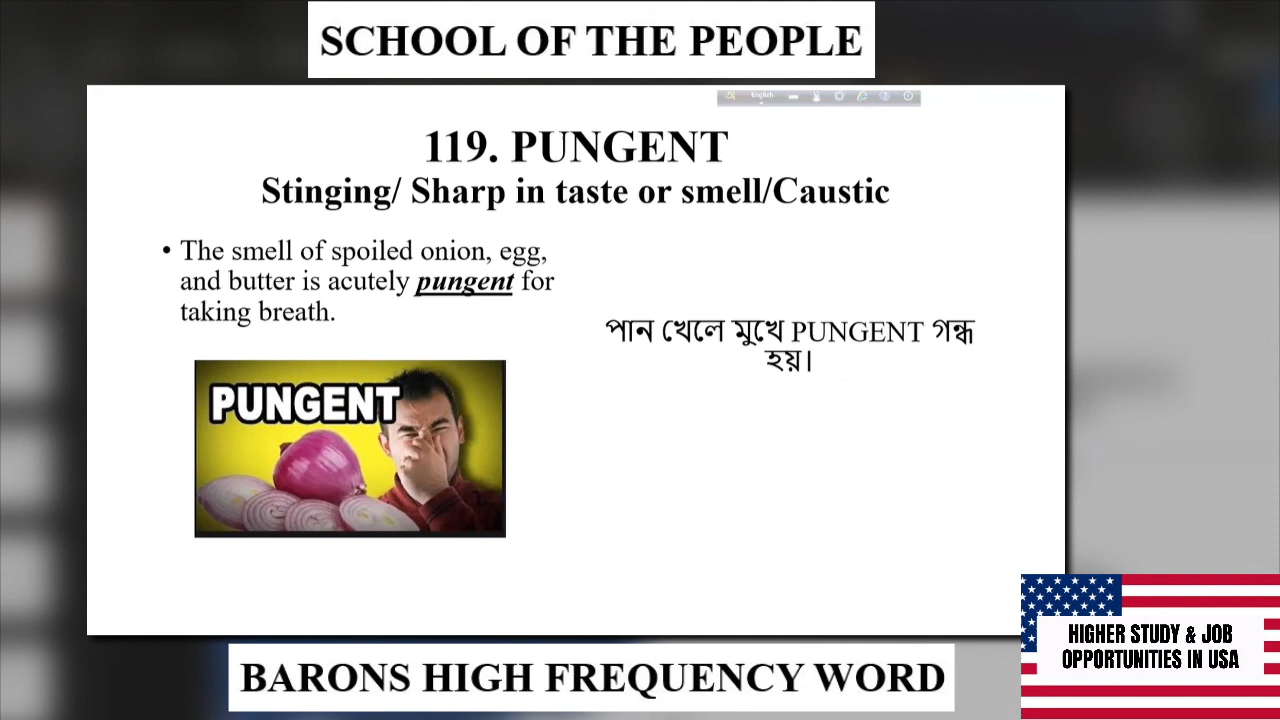 SCHOOL OF THE PEOPLE
English
119. PUNGENT
Stinging/ Sharp in taste or smell/Caustic
• The smell of spoiled onion, egg,
and butter is acutely pungent for
taking breath.
পান খেলে মুখে PUNGENT গন্ধ
হয়।
PUNGENT
HIGHER STUDY & JOB
OPPORTUNITIES IN USA
BARONS HIGH FREQUENCY WORD